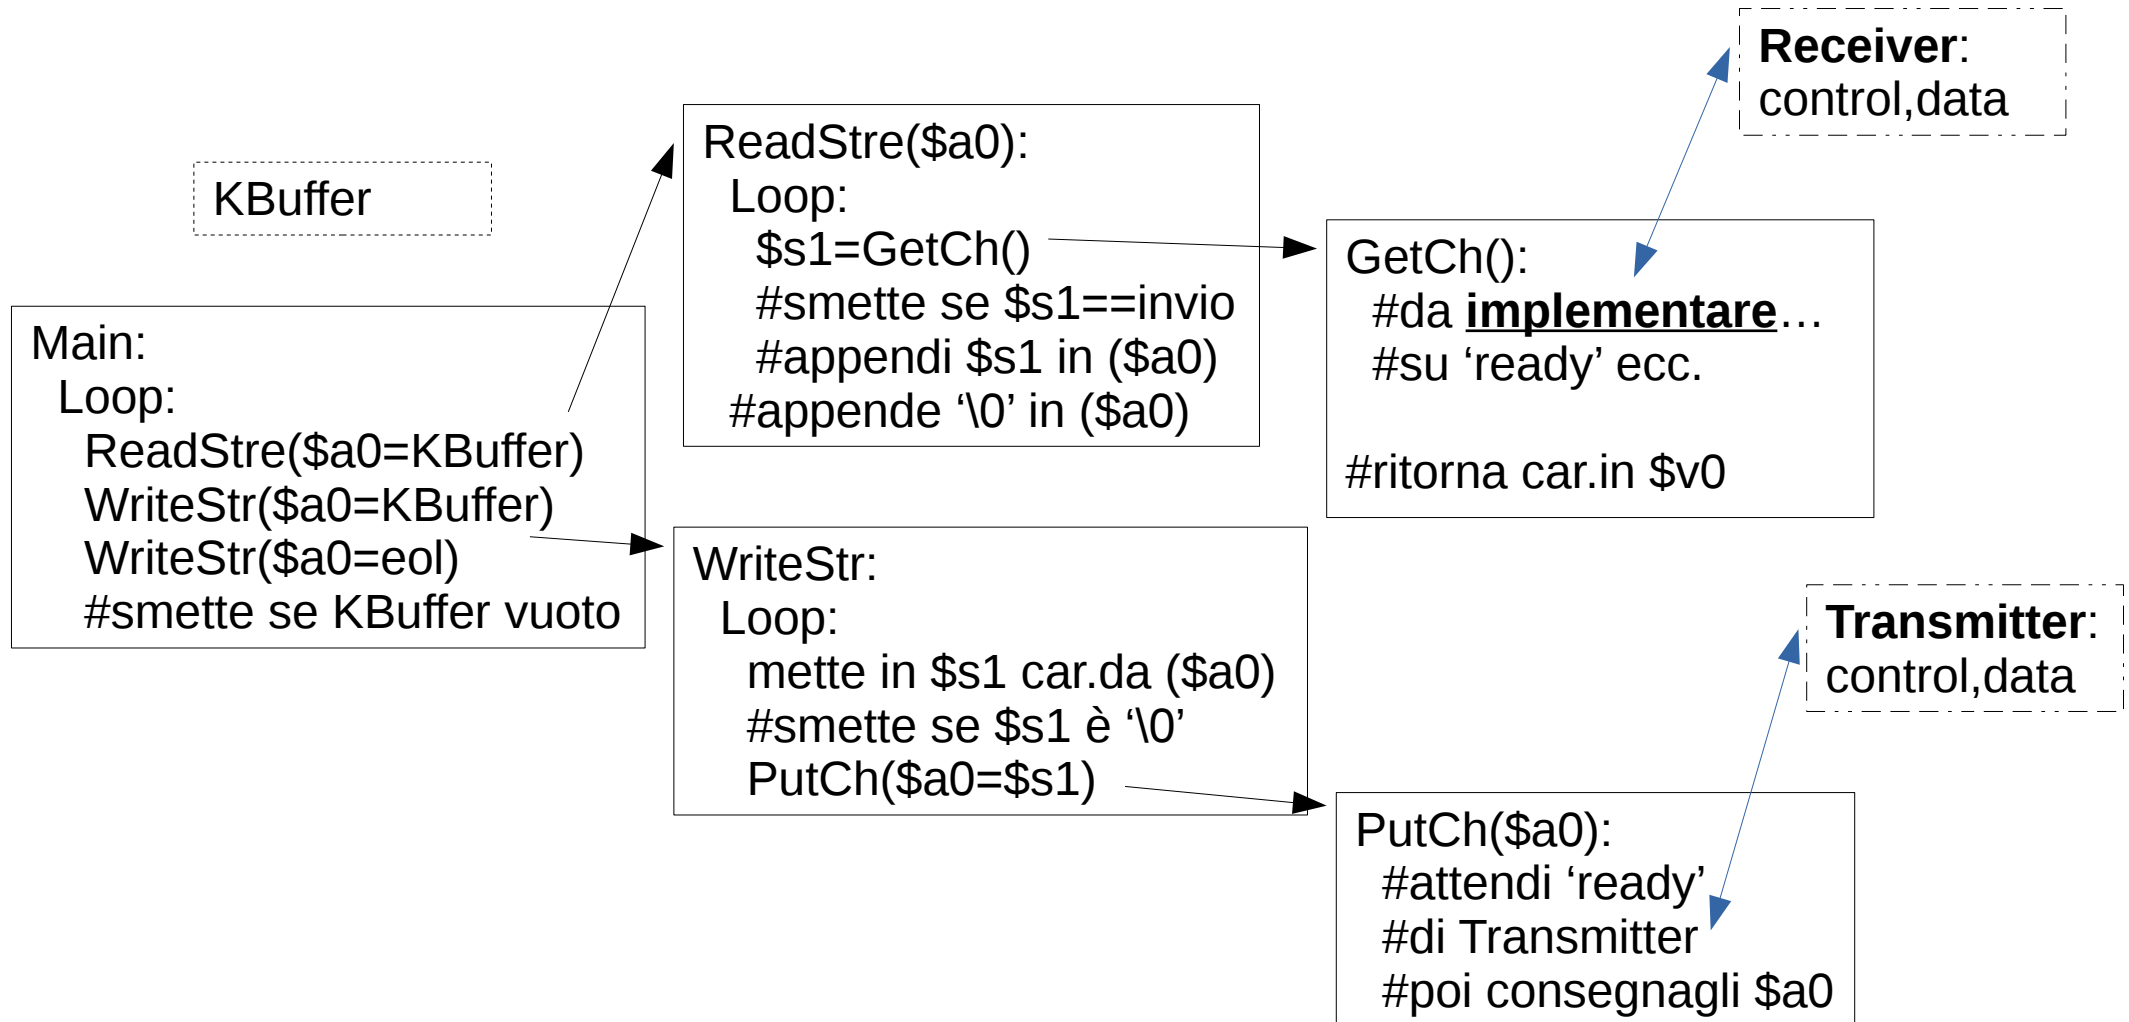 KBuffer
Main:
Loop:
ReadStre($a0=KBuffer)
WriteStr($a0=KBuffer)
WriteStr($a0=eol)
#smette se KBuffer vuoto
ReadStre($a0):
Loop:
$s1=GetCh()
#smette se $s1==invio
#appendi $s1 in ($a0)
#appende ‘\0’ in ($a0)
WriteStr:
Loop:
mette in $s1 car.da ($a0)
#smette se $s1 è ‘\0’
PutCh($a0=$s1)
Receiver:
control,data
GetCh():
#da implementare…
#su ‘ready’ ecc.
#ritorna car.in $v0
Transmitter:
control,data
PutCh($a0):
#attendi ‘ready’
#di Transmitter
#poi consegnagli $a0